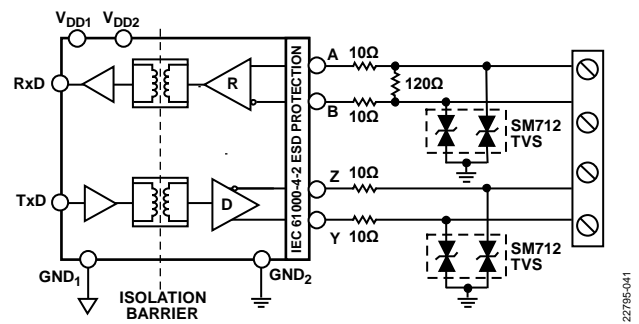 VDD1 VDD2
RxD
R
IEC 61000-4-2 ESD PROTECTION
A
10Ω
120Ω
B
10Ω
SM712
TVS
TxD
D
Z
10Ω
Y
10Ω
SM712
TVS
GND1
GND2
ISOLATION
BARRIER
22795-041